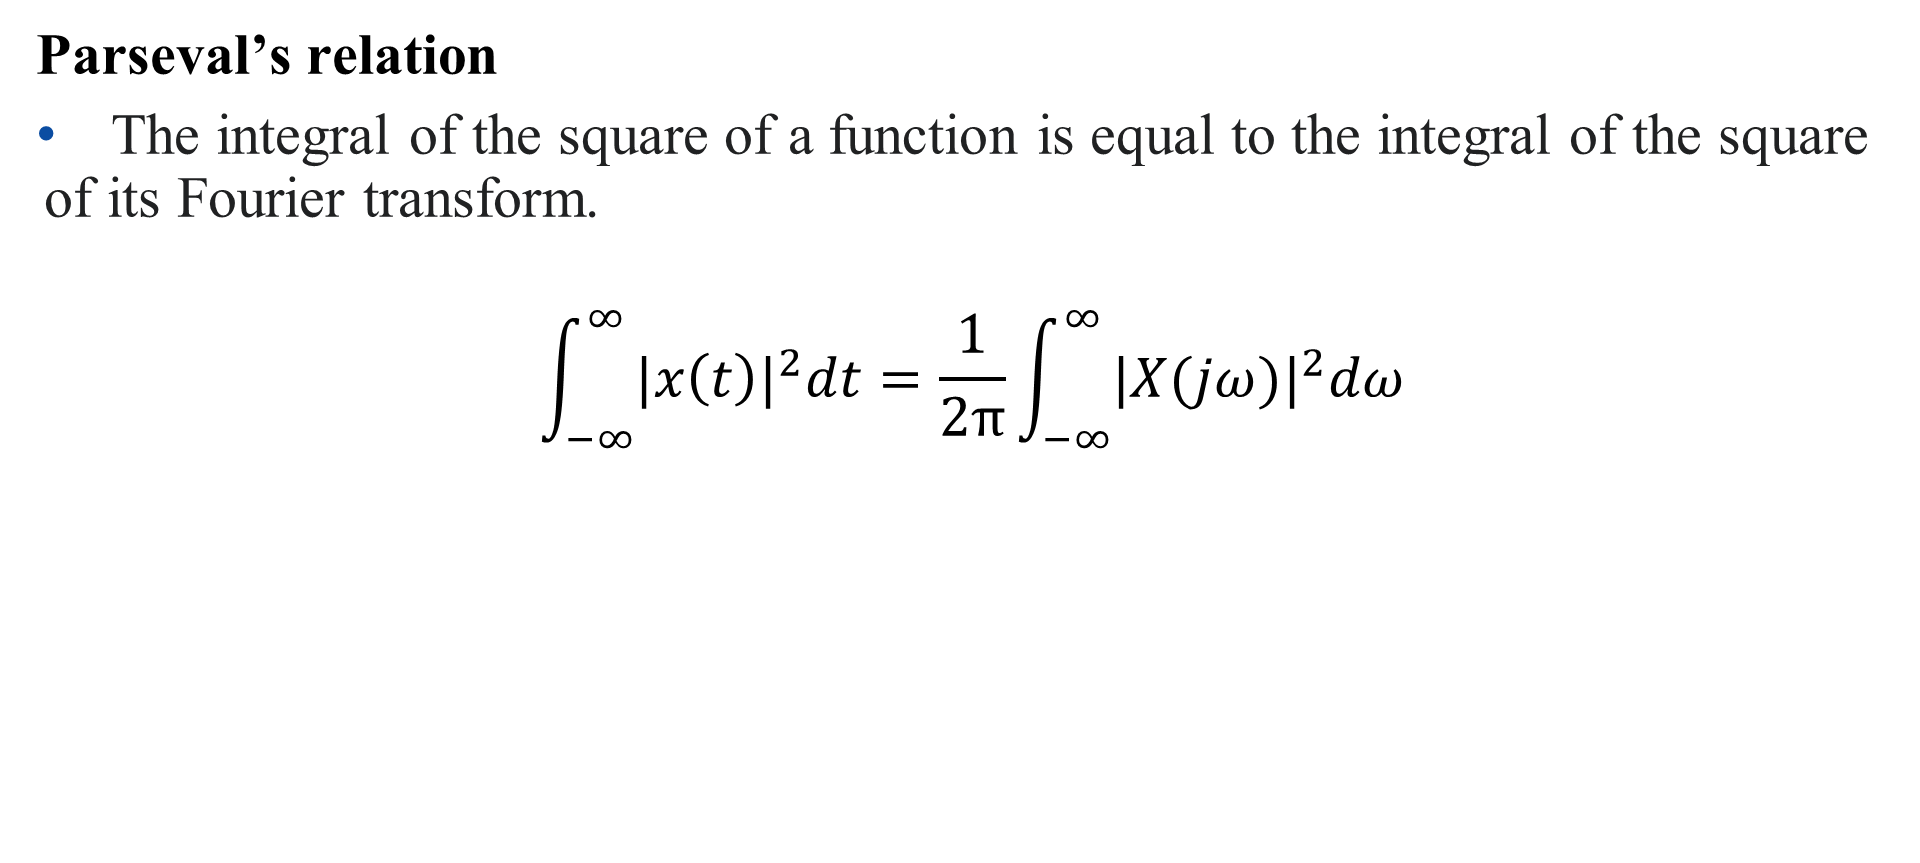 Parseval’s relation
• The integral of the square of a function is equal to the integral of the square
of its Fourier transform.
∫_{−∞}^{∞} |x(t)|² dt = \frac{1}{2π} ∫_{−∞}^{∞} |X(jω)|² dω